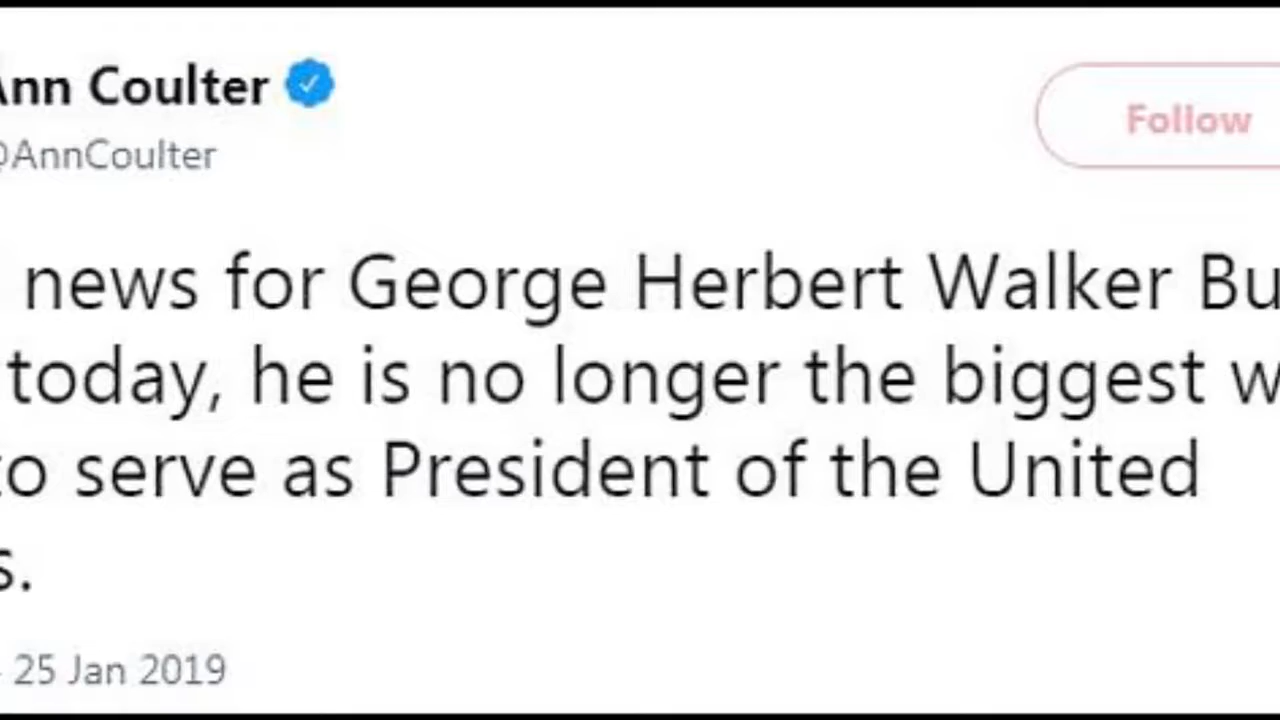 Ann Coulter
@AnnCoulter
Follow
news for George Herbert Walker Bu
today, he is no longer the biggest w
to serve as President of the United
s.
25 Jan 2019